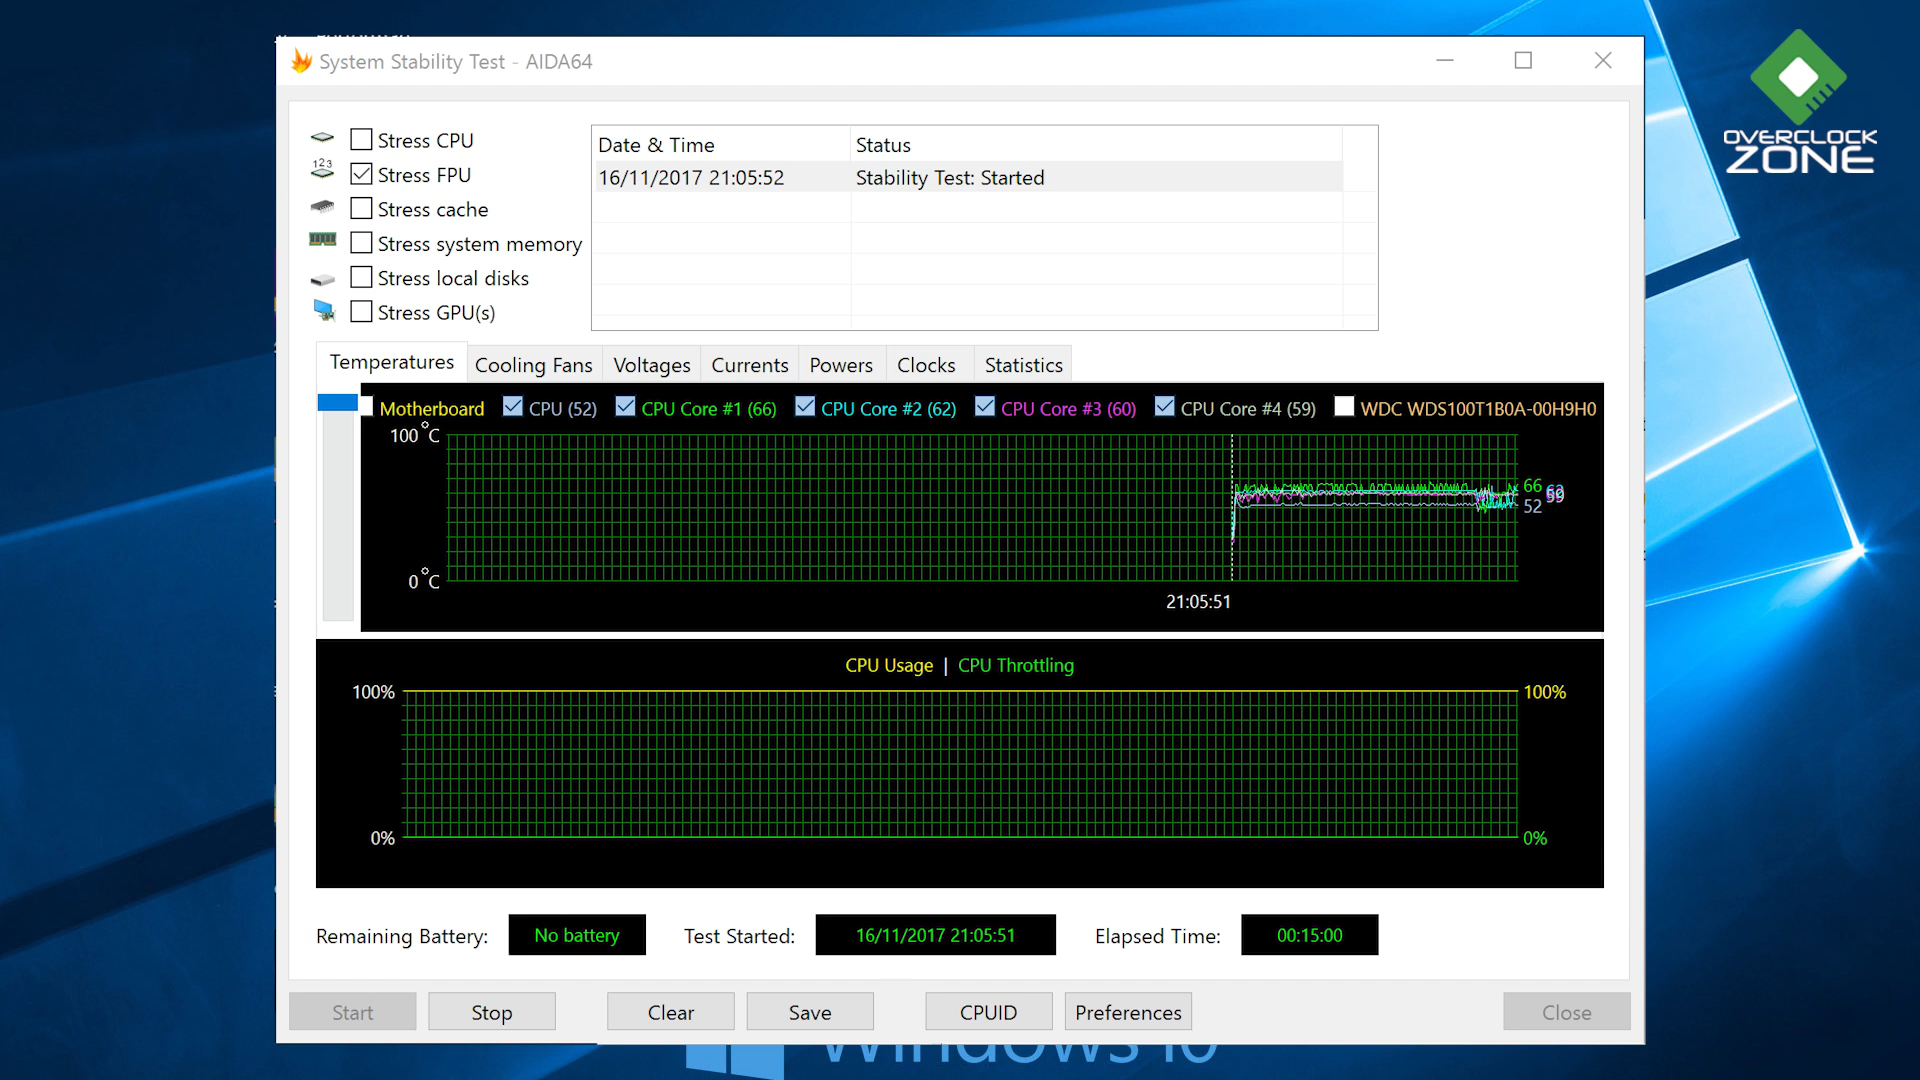 System Stability Test - AIDA64
OVERCLOCK
ZONE
Stress CPU
123
Stress FPU
Stress cache
Stress system memory
Stress local disks
Stress GPU(s)
Date & Time Status
16/11/2017 21:05:52 Stability Test: Started
Temperatures Cooling Fans Voltages Currents Powers Clocks Statistics
Motherboard CPU (52) CPU Core #1 (66) CPU Core #2 (62) CPU Core #3 (60) CPU Core #4 (59) WDC WDS100T1B0A-00H9H0
100°C
66
52
0°C
21:05:51
CPU Usage | CPU Throttling
100% 100%
0% 0%
Remaining Battery: No battery Test Started: 16/11/2017 21:05:51 Elapsed Time: 00:15:00
Start Stop Clear Save CPUID Preferences Close
Windows 10